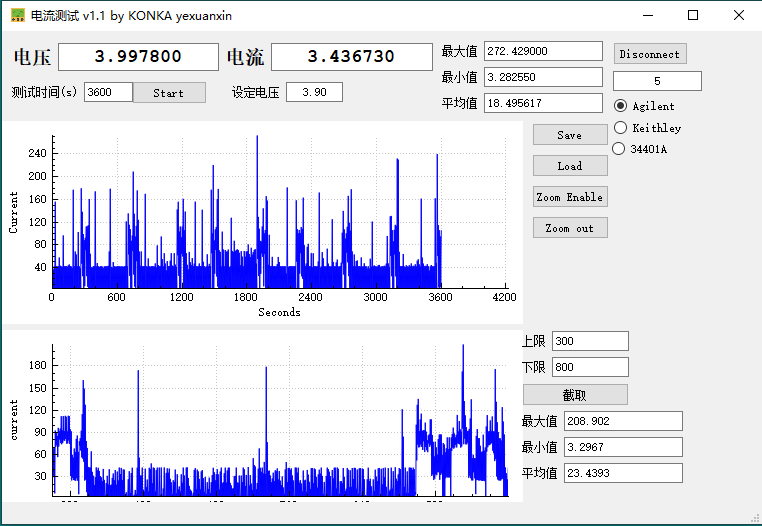 电流测试 v1.1 by KONKA yexuanxin
电压 3.997800 电流 3.436730
最大值 272.429000
最小值 3.282550
平均值 18.495617
Disconnect
5
测试时间(s) 3600 Start 设定电压 3.90
Agilent
Keithley
34401A
Save
Load
Zoom Enable
Zoom out
Current
240
200
160
120
80
40
0 600 1200 1800 2400 3000 3600 4200
Seconds
current
180
150
120
90
60
30
上限 300
下限 800
截取
最大值 208.902
最小值 3.2967
平均值 23.4393